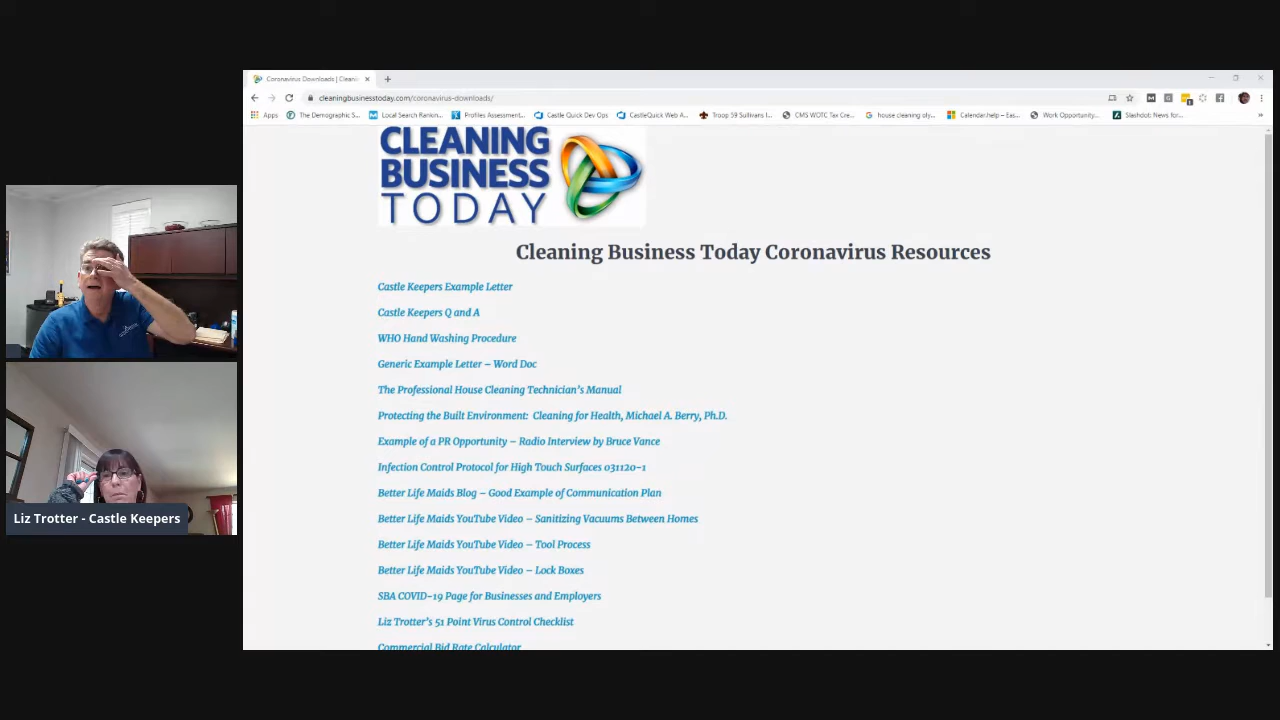 Coronavirus Downloads | Cleani
cleaningbusinesstoday.com/coronavirus-downloads/
Apps The Demographic S... Local Search Rankin... Profiles Assessment... Castle Quick Dev Ops CastleQuick Web A... Troop 59 Sullivans I... CMS WOTC Tax Cre... house cleaning oly... Calendar.help – Eas... Work Opportunity... Slashdot: News for...
CLEANING
BUSINESS
TODAY
Cleaning Business Today Coronavirus Resources
Castle Keepers Example Letter
Castle Keepers Q and A
WHO Hand Washing Procedure
Generic Example Letter – Word Doc
The Professional House Cleaning Technician's Manual
Protecting the Built Environment: Cleaning for Health, Michael A. Berry, Ph.D.
Example of a PR Opportunity – Radio Interview by Bruce Vance
Infection Control Protocol for High Touch Surfaces 031120-1
Better Life Maids Blog – Good Example of Communication Plan
Better Life Maids YouTube Video – Sanitizing Vacuums Between Homes
Better Life Maids YouTube Video – Tool Process
Better Life Maids YouTube Video – Lock Boxes
SBA COVID-19 Page for Businesses and Employers
Liz Trotter's 51 Point Virus Control Checklist
Commercial Bid Rate Calculator
Liz Trotter - Castle Keepers